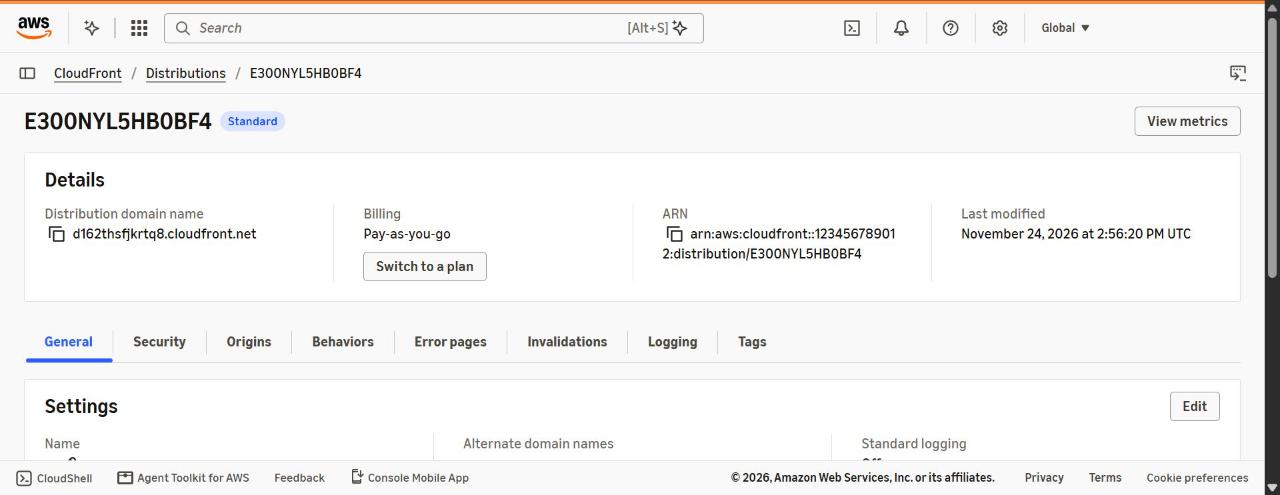 aws
Search [Alt+S] Global
CloudFront / Distributions / E300NYL5HB0BF4
E300NYL5HB0BF4 Standard View metrics
Details
Distribution domain name Billing ARN Last modified
d162thsfjkrtq8.cloudfront.net Pay-as-you-go arn:aws:cloudfront::12345678901 November 24, 2026 at 2:56:20 PM UTC
2:distribution/E300NYL5HB0BF4
Switch to a plan
General Security Origins Behaviors Error pages Invalidations Logging Tags
Settings Edit
Name Alternate domain names Standard logging
CloudShell Agent Toolkit for AWS Feedback Console Mobile App © 2026, Amazon Web Services, Inc. or its affiliates. Privacy Terms Cookie preferences